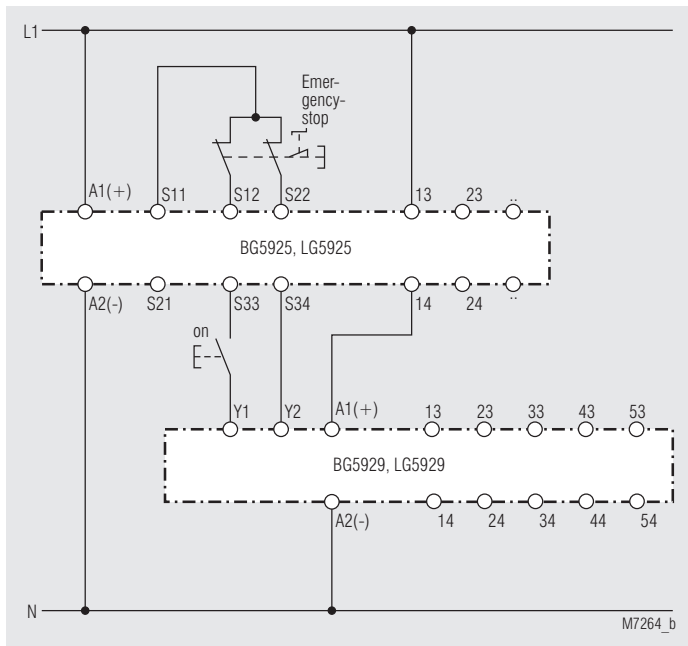 L1
Emer-
gency-
stop
A1(+) S11 S12 S22 13 23 ..
BG5925, LG5925
A2(-) S21 S33 S34 14 24 ..
on
Y1 Y2 A1(+) 13 23 33 43 53
BG5929, LG5929
A2(-) 14 24 34 44 54
N
M7264_b